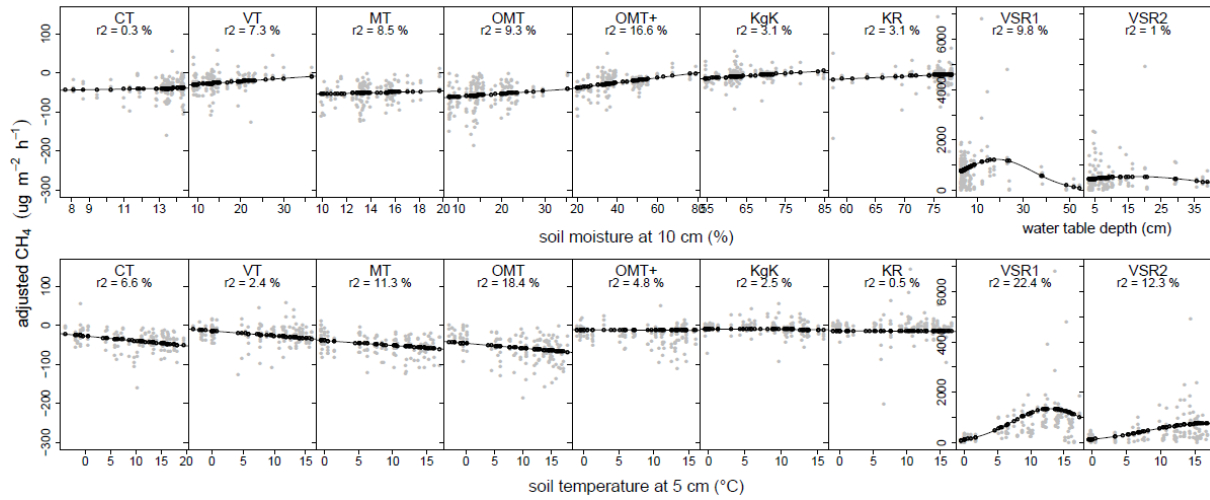 CT VT MT OMT OMT+ KgK KR VSR1 VSR2
r2 = 0.3 % r2 = 7.3 % r2 = 8.5 % r2 = 9.3 % r2 = 16.6 % r2 = 3.1 % r2 = 3.1 % r2 = 9.8 % r2 = 1 %
100
0
−100
−200
−300
6000
4000
2000
0
8 9 11 13 10 20 30 10 12 14 16 18 20 10 20 30 20 40 60 80 55 65 75 85 60 65 70 75 10 30 50 5 15 25 35
soil moisture at 10 cm (%)
water table depth (cm)
adjusted CH4 (ug m−2 h−1)
CT VT MT OMT OMT+ KgK KR VSR1 VSR2
r2 = 6.6 % r2 = 2.4 % r2 = 11.3 % r2 = 18.4 % r2 = 4.8 % r2 = 2.5 % r2 = 0.5 % r2 = 22.4 % r2 = 12.3 %
100
0
−100
−200
−300
6000
4000
2000
0
0 5 10 15 20 0 5 10 15 0 5 10 15 0 5 10 15 0 5 10 15 0 5 10 15 0 5 10 15 0 5 10 15 0 5 10 15
soil temperature at 5 cm (°C)